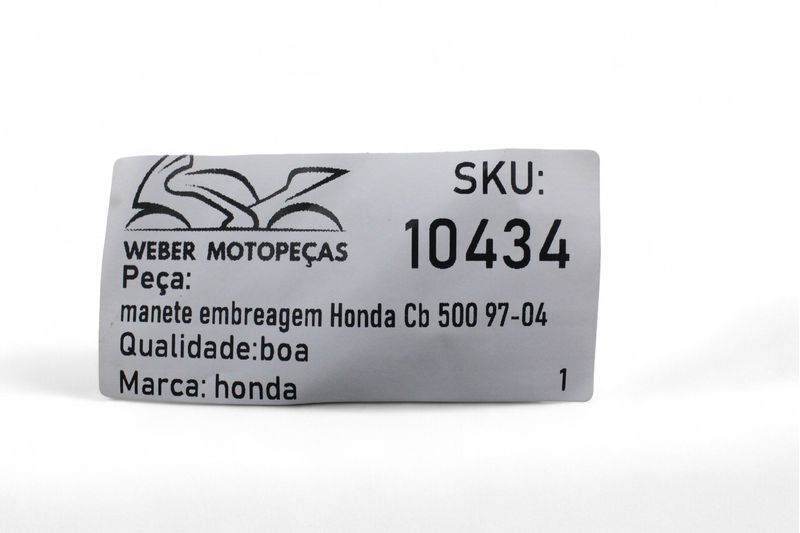 WEBER MOTOPEÇAS
SKU:
10434
Peça:
manete embreagem Honda Cb 500 97-04
Qualidade:boa
Marca: honda
1